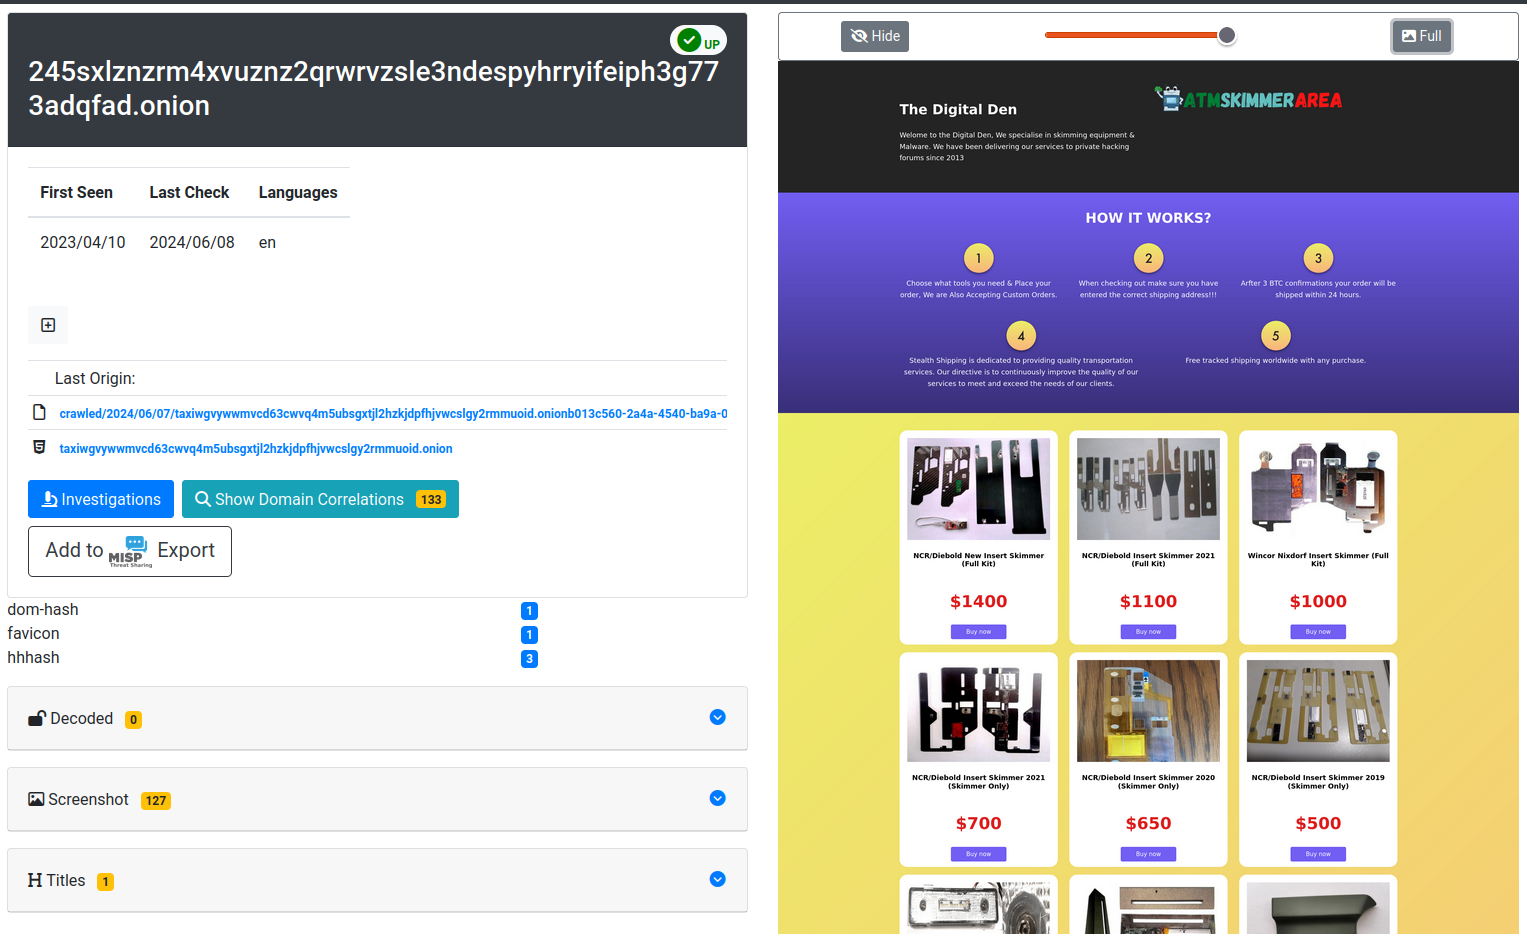 UP
245sxlznzrm4xvuznz2qrwrvzsle3ndespyhrryifeiph3g77
3adqfad.onion
First Seen Last Check Languages
2023/04/10 2024/06/08 en
Last Origin:
crawled/2024/06/07/taxiwgvywwmvcd63cwvq4m5ubsgxtjl2hzkjdpfhjvwcslgy2rmmuoid.onionb013c560-2a4a-4540-ba9a-0
taxiwgvywwmvcd63cwvq4m5ubsgxtjl2hzkjdpfhjvwcslgy2rmmuoid.onion
Investigations
Show Domain Correlations 133
Add to MISP Threat Sharing Export
dom-hash 1
favicon 1
hhhash 3
Decoded 0
Screenshot 127
Titles 1
Hide
Full
The Digital Den
Welome to the Digital Den, We specialise in skimming equipment &
Malware. We have been delivering our services to private hacking
forums since 2013
ATMSKIMMERAREA
HOW IT WORKS?
1
Choose what tools you need & Place your
order, We are Also Accepting Custom Orders.
2
When checking out make sure you have
entered the correct shipping address!!!
3
Arfter 3 BTC confirmations your order will be
shipped within 24 hours.
4
Stealth Shipping is dedicated to providing quality transportation
services. Our directive is to continuously improve the quality of our
services to meet and exceed the needs of our clients.
5
Free tracked shipping worldwide with any purchase.
NCR/Diebold New Insert Skimmer
(Full Kit)
$1400
Buy now
NCR/Diebold Insert Skimmer 2021
(Full Kit)
$1100
Buy now
Wincor Nixdorf Insert Skimmer (Full
Kit)
$1000
Buy now
NCR/Diebold Insert Skimmer 2021
(Skimmer Only)
$700
Buy now
NCR/Diebold Insert Skimmer 2020
(Skimmer Only)
$650
Buy now
NCR/Diebold Insert Skimmer 2019
(Skimmer Only)
$500
Buy now